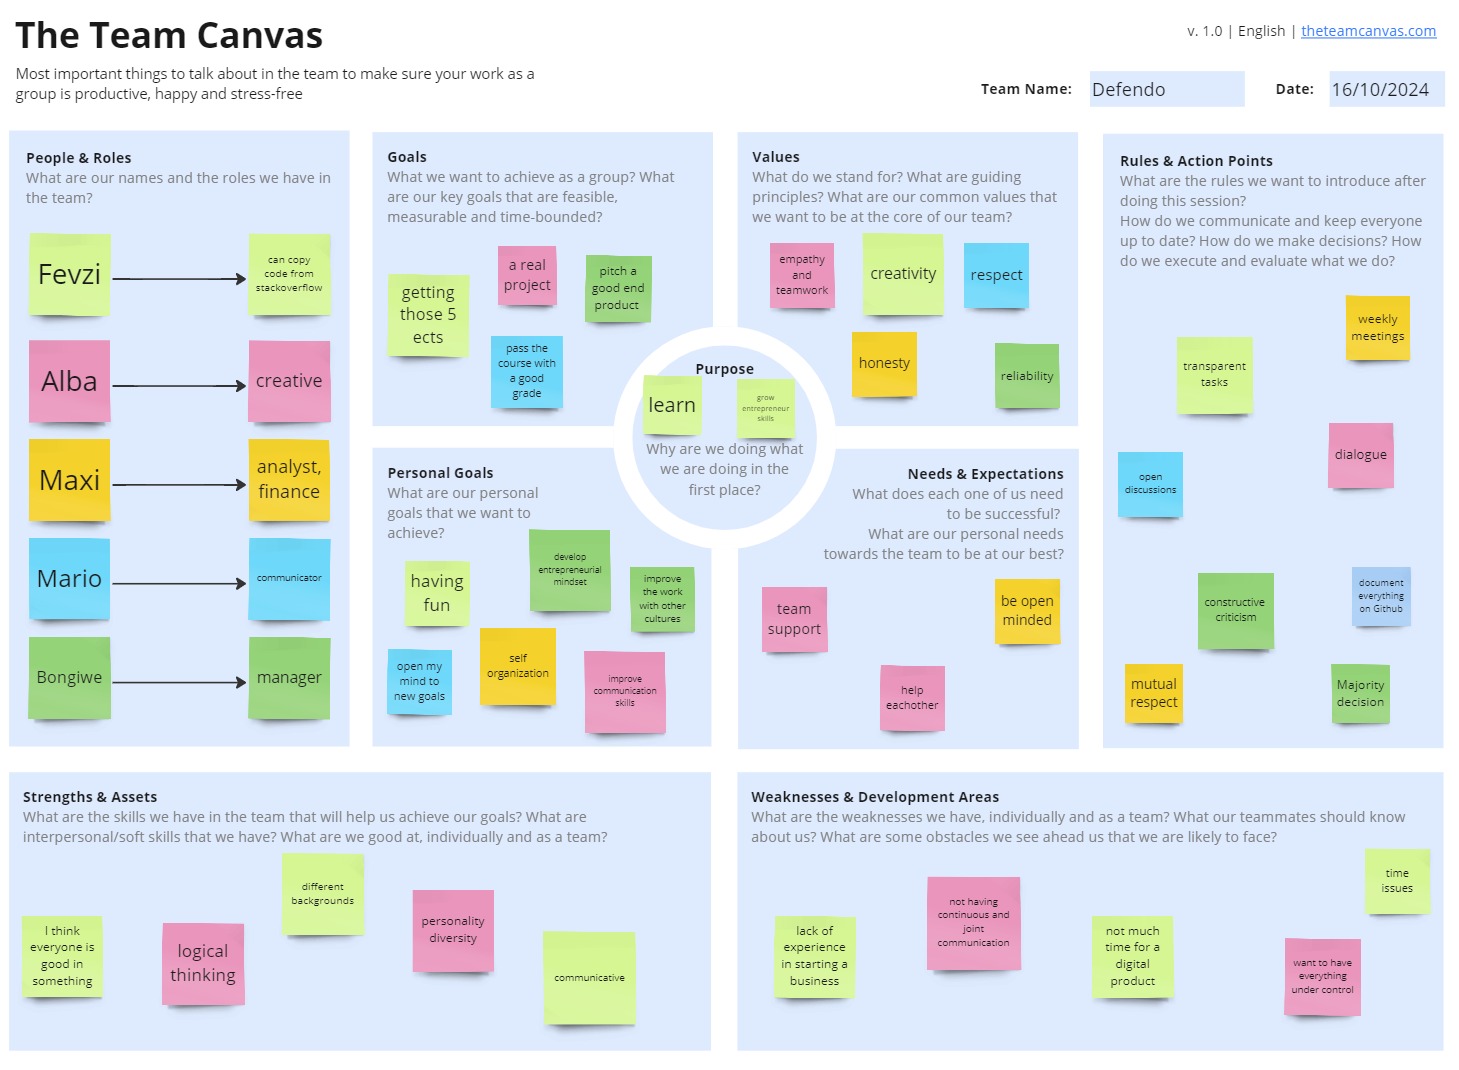 The Team Canvas
v. 1.0 | English | theteamcanvas.com
Most important things to talk about in the team to make sure your work as a
group is productive, happy and stress-free
Team Name:
Defendo
Date:
16/10/2024
People & Roles
What are our names and the roles we have in
the team?
Fevzi
can copy
code from
stackoverflow
Alba
creative
Maxi
analyst,
finance
Mario
communicator
Bongiwe
manager
Goals
What we want to achieve as a group? What
are our key goals that are feasible,
measurable and time-bounded?
getting
those 5
ects
a real
project
pitch a
good end
product
pass the
course with
a good
grade
Purpose
learn
grow
entrepreneur
skills
Why are we doing what
we are doing in the
first place?
Values
What do we stand for? What are guiding
principles? What are our common values that
we want to be at the core of our team?
empathy
and
teamwork
creativity
respect
honesty
reliability
Personal Goals
What are our personal
goals that we want to
achieve?
having
fun
develop
entrepreneurial
mindset
improve
the work
with other
cultures
open my
mind to
new goals
self
organization
improve
communication
skills
Needs & Expectations
What does each one of us need
to be successful?
What are our personal needs
towards the team to be at our best?
team
support
be open
minded
help
eachother
Rules & Action Points
What are the rules we want to introduce after
doing this session?
How do we communicate and keep everyone
up to date? How do we make decisions? How
do we execute and evaluate what we do?
weekly
meetings
transparent
tasks
dialogue
open
discussions
constructive
criticism
document
everything
on Github
mutual
respect
Majority
decision
Strengths & Assets
What are the skills we have in the team that will help us achieve our goals? What are
interpersonal/soft skills that we have? What are we good at, individually and as a team?
I think
everyone is
good in
something
logical
thinking
different
backgrounds
personality
diversity
communicative
Weaknesses & Development Areas
What are the weaknesses we have, individually and as a team? What our teammates should know
about us? What are some obstacles we see ahead us that we are likely to face?
lack of
experience
in starting a
business
not having
continuous and
joint
communication
not much
time for a
digital
product
want to have
everything
under control
time
issues